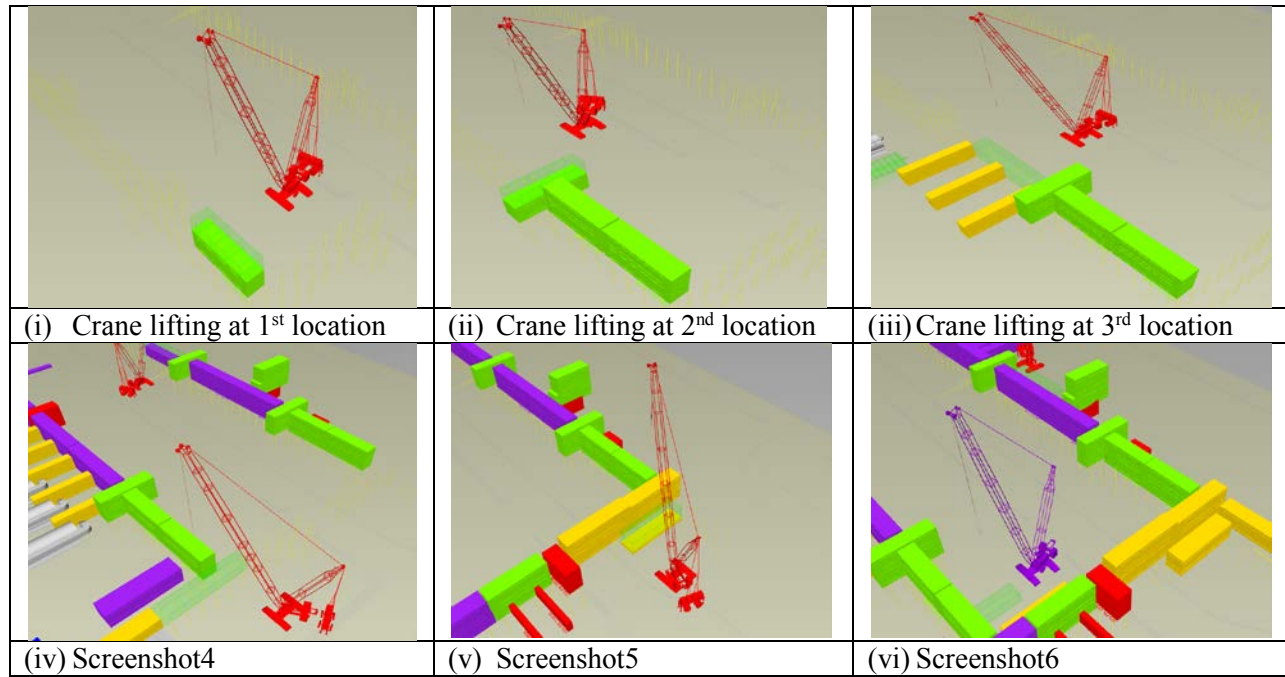 (i) Crane lifting at 1st location
(ii) Crane lifting at 2nd location
(iii) Crane lifting at 3rd location
(iv) Screenshot4
(v) Screenshot5
(vi) Screenshot6